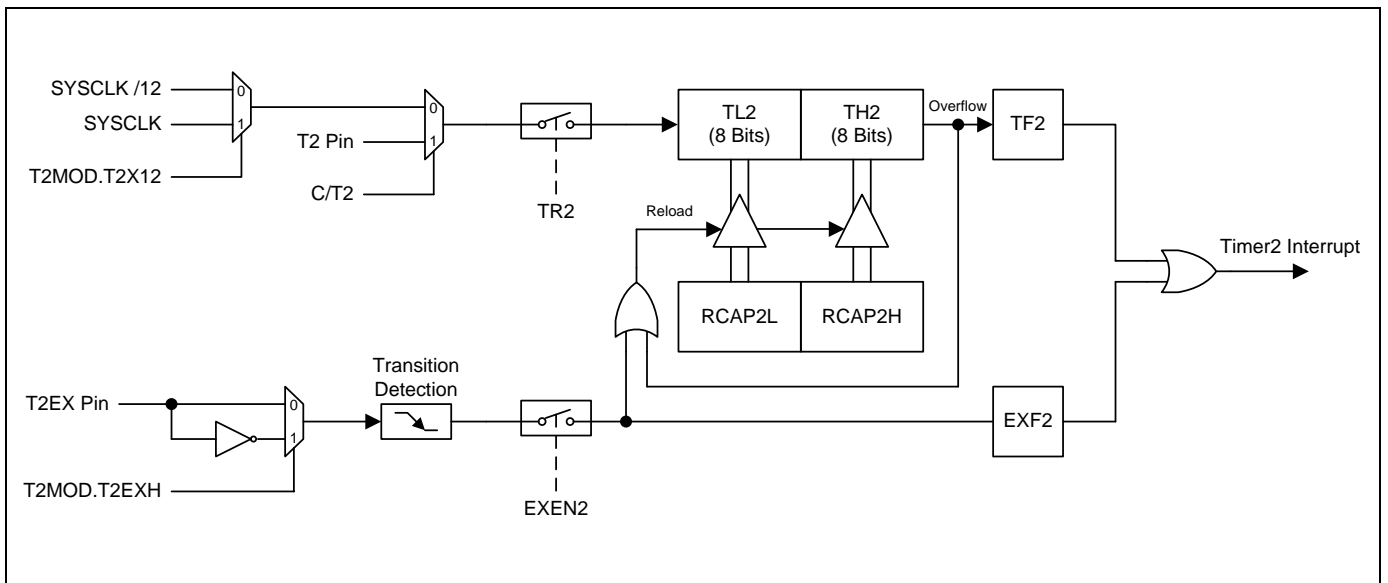 SYSCLK /12
SYSCLK
T2MOD.T2X12
0
1
T2 Pin
C/T2
0
1
TR2
TL2
(8 Bits)
TH2
(8 Bits)
Overflow
TF2
Reload
RCAP2L
RCAP2H
Timer2 Interrupt
T2EX Pin
T2MOD.T2EXH
0
1
Transition
Detection
EXEN2
EXF2